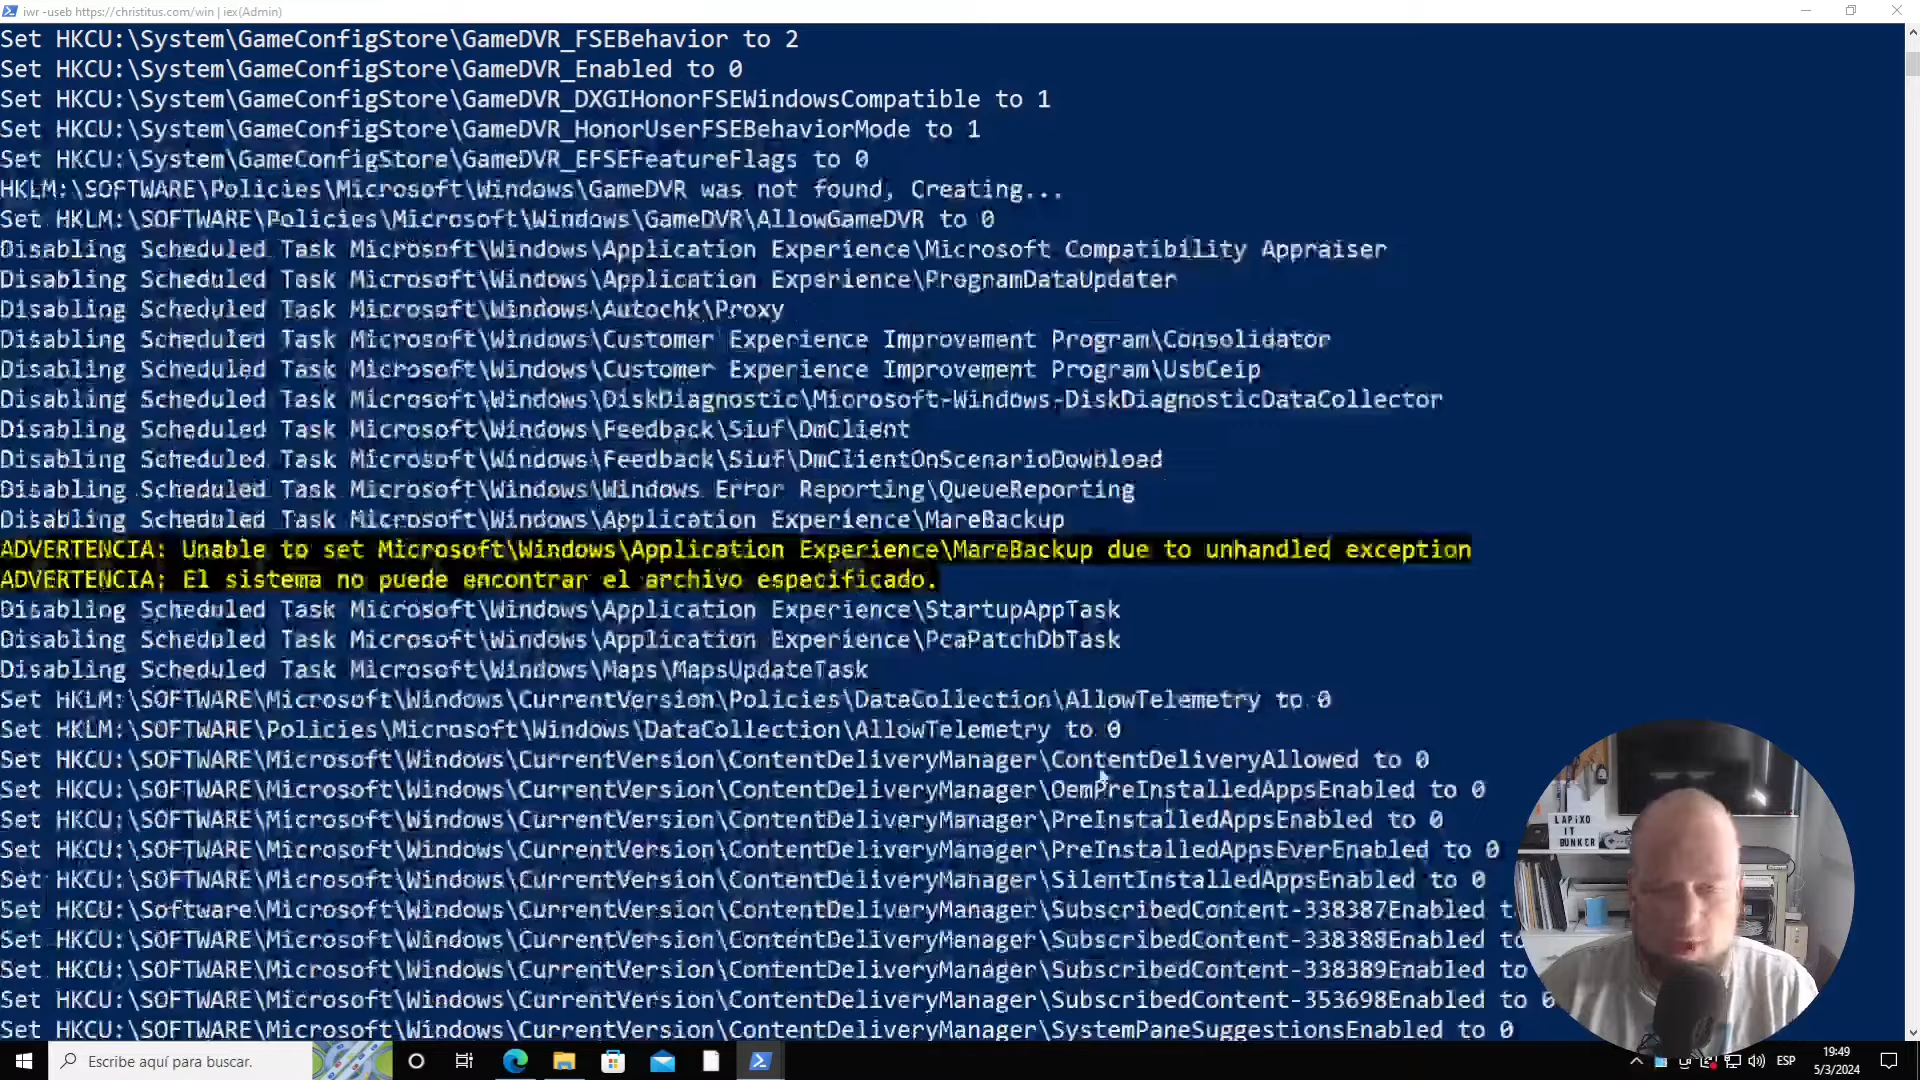 iwr -useb https://christitus.com/win | iex(Admin)
Set HKCU:\System\GameConfigStore\GameDVR_FSEBehavior to 2
Set HKCU:\System\GameConfigStore\GameDVR_Enabled to 0
Set HKCU:\System\GameConfigStore\GameDVR_DXGIHonorFSEWindowsCompatible to 1
Set HKCU:\System\GameConfigStore\GameDVR_HonorUserFSEBehaviorMode to 1
Set HKCU:\System\GameConfigStore\GameDVR_EFSEFeatureFlags to 0
HKLM:\SOFTWARE\Policies\Microsoft\Windows\GameDVR was not found, Creating...
Set HKLM:\SOFTWARE\Policies\Microsoft\Windows\GameDVR\AllowGameDVR to 0
Disabling Scheduled Task Microsoft\Windows\Application Experience\Microsoft Compatibility Appraiser
Disabling Scheduled Task Microsoft\Windows\Application Experience\ProgramDataUpdater
Disabling Scheduled Task Microsoft\Windows\Autochk\Proxy
Disabling Scheduled Task Microsoft\Windows\Customer Experience Improvement Program\Consolidator
Disabling Scheduled Task Microsoft\Windows\Customer Experience Improvement Program\UsbCeip
Disabling Scheduled Task Microsoft\Windows\DiskDiagnostic\Microsoft-Windows-DiskDiagnosticDataCollector
Disabling Scheduled Task Microsoft\Windows\Feedback\Siuf\DmClient
Disabling Scheduled Task Microsoft\Windows\Feedback\Siuf\DmClientOnScenarioDownload
Disabling Scheduled Task Microsoft\Windows\Windows Error Reporting\QueueReporting
Disabling Scheduled Task Microsoft\Windows\Application Experience\MareBackup
ADVERTENCIA: Unable to set Microsoft\Windows\Application Experience\MareBackup due to unhandled exception
ADVERTENCIA: El sistema no puede encontrar el archivo especificado.
Disabling Scheduled Task Microsoft\Windows\Application Experience\StartupAppTask
Disabling Scheduled Task Microsoft\Windows\Application Experience\PcaPatchDbTask
Disabling Scheduled Task Microsoft\Windows\Maps\MapsUpdateTask
Set HKLM:\SOFTWARE\Microsoft\Windows\CurrentVersion\Policies\DataCollection\AllowTelemetry to 0
Set HKLM:\SOFTWARE\Policies\Microsoft\Windows\DataCollection\AllowTelemetry to 0
Set HKCU:\SOFTWARE\Microsoft\Windows\CurrentVersion\ContentDeliveryManager\ContentDeliveryAllowed to 0
Set HKCU:\SOFTWARE\Microsoft\Windows\CurrentVersion\ContentDeliveryManager\OemPreInstalledAppsEnabled to 0
Set HKCU:\SOFTWARE\Microsoft\Windows\CurrentVersion\ContentDeliveryManager\PreInstalledAppsEnabled to 0
Set HKCU:\SOFTWARE\Microsoft\Windows\CurrentVersion\ContentDeliveryManager\PreInstalledAppsEverEnabled to 0
Set HKCU:\SOFTWARE\Microsoft\Windows\CurrentVersion\ContentDeliveryManager\SilentInstalledAppsEnabled to 0
Set HKCU:\Software\Microsoft\Windows\CurrentVersion\ContentDeliveryManager\SubscribedContent-338387Enabled t
Set HKCU:\SOFTWARE\Microsoft\Windows\CurrentVersion\ContentDeliveryManager\SubscribedContent-338388Enabled to
Set HKCU:\SOFTWARE\Microsoft\Windows\CurrentVersion\ContentDeliveryManager\SubscribedContent-338389Enabled to
Set HKCU:\SOFTWARE\Microsoft\Windows\CurrentVersion\ContentDeliveryManager\SubscribedContent-353698Enabled to 0
Set HKCU:\SOFTWARE\Microsoft\Windows\CurrentVersion\ContentDeliveryManager\SystemPaneSuggestionsEnabled to 0
LAPIXO
IT
BUNKER
Escribe aquí para buscar.
ESP
19:49
5/3/2024